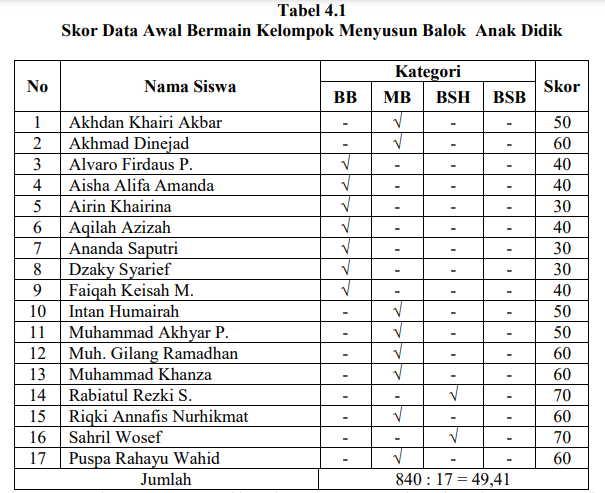 Tabel 4.1
Skor Data Awal Bermain Kelompok Menyusun Balok Anak Didik
No Nama Siswa Kategori Skor
BB MB BSH BSB
1 Akhdan Khairi Akbar - √ - - 50
2 Akhmad Dinejad - √ - - 60
3 Alvaro Firdaus P. √ - - - 40
4 Aisha Alifa Amanda √ - - - 40
5 Airin Khairina √ - - - 30
6 Aqilah Azizah √ - - - 40
7 Ananda Saputri √ - - - 30
8 Dzaky Syarief √ - - - 30
9 Faiqah Keisah M. √ - - - 40
10 Intan Humairah - √ - - 50
11 Muhammad Akhyar P. - √ - - 50
12 Muh. Gilang Ramadhan - √ - - 60
13 Muhammad Khanza - √ - - 60
14 Rabiatul Rezki S. - - √ - 70
15 Riqki Annafis Nurhikmat - √ - - 60
16 Sahril Wosef - - √ - 70
17 Puspa Rahayu Wahid - √ - - 60
Jumlah 840 : 17 = 49,41